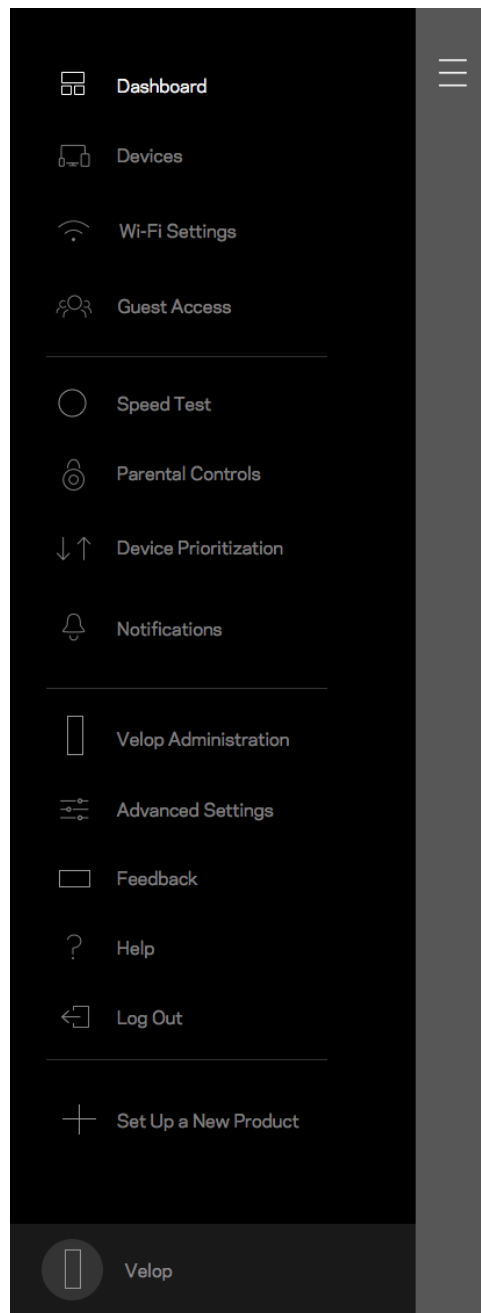 Dashboard
Devices
Wi-Fi Settings
Guest Access
Speed Test
Parental Controls
Device Prioritization
Notifications
Velop Administration
Advanced Settings
Feedback
Help
Log Out
Set Up a New Product
Velop